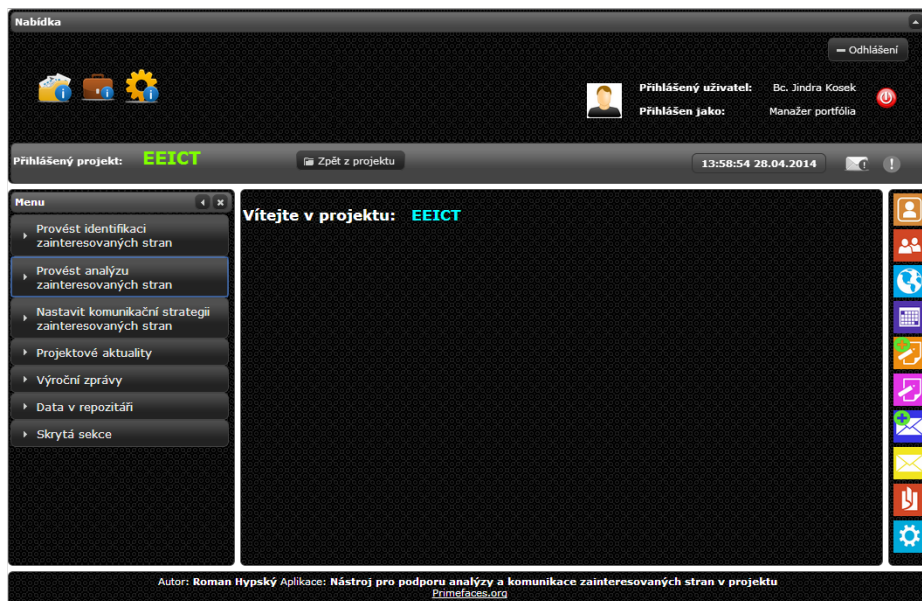 Nabídka
Odhlášení
Přihlášený uživatel: Bc. Jindra Kosek
Přihlášen jako: Manažer portfólia
Přihlášený projekt: EEICT
Zpět z projektu
13:58:54 28.04.2014
Menu
Provést identifikaci
zainteresovaných stran
Provést analýzu
zainteresovaných stran
Nastavit komunikační strategii
zainteresovaných stran
Projektové aktuality
Výroční zprávy
Data v repozitáři
Skrytá sekce
Vítejte v projektu: EEICT
Autor: Roman Hypský Aplikace: Nástroj pro podporu analýzy a komunikace zainteresovaných stran v projektu
Primefaces.org